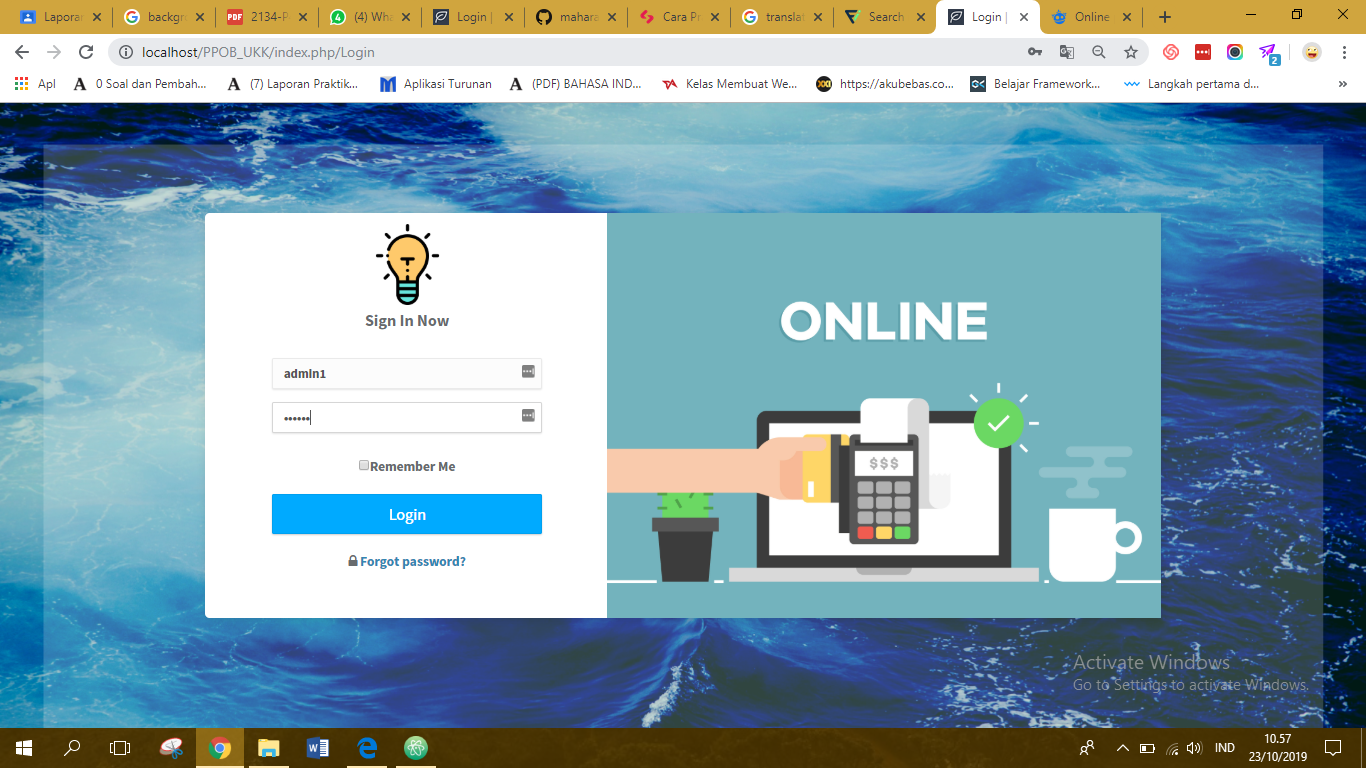 Laporan
backgr
2134-P
(4) Wha
Login |
mahara
Cara P
translat
Search
Login |
Online
localhost/PPOB_UKK/index.php/Login
2
Apl
0 Soal dan Pembah...
(7) Laporan Praktik...
Aplikasi Turunan
(PDF) BAHASA IND...
Kelas Membuat We...
https://akubebas.co...
Belajar Framework...
Langkah pertama d...
Sign In Now
admin1
Remember Me
Login
Forgot password?
ONLINE
$$$
Activate Windows
Go to Settings to activate Windows.
IND
10.57
23/10/2019